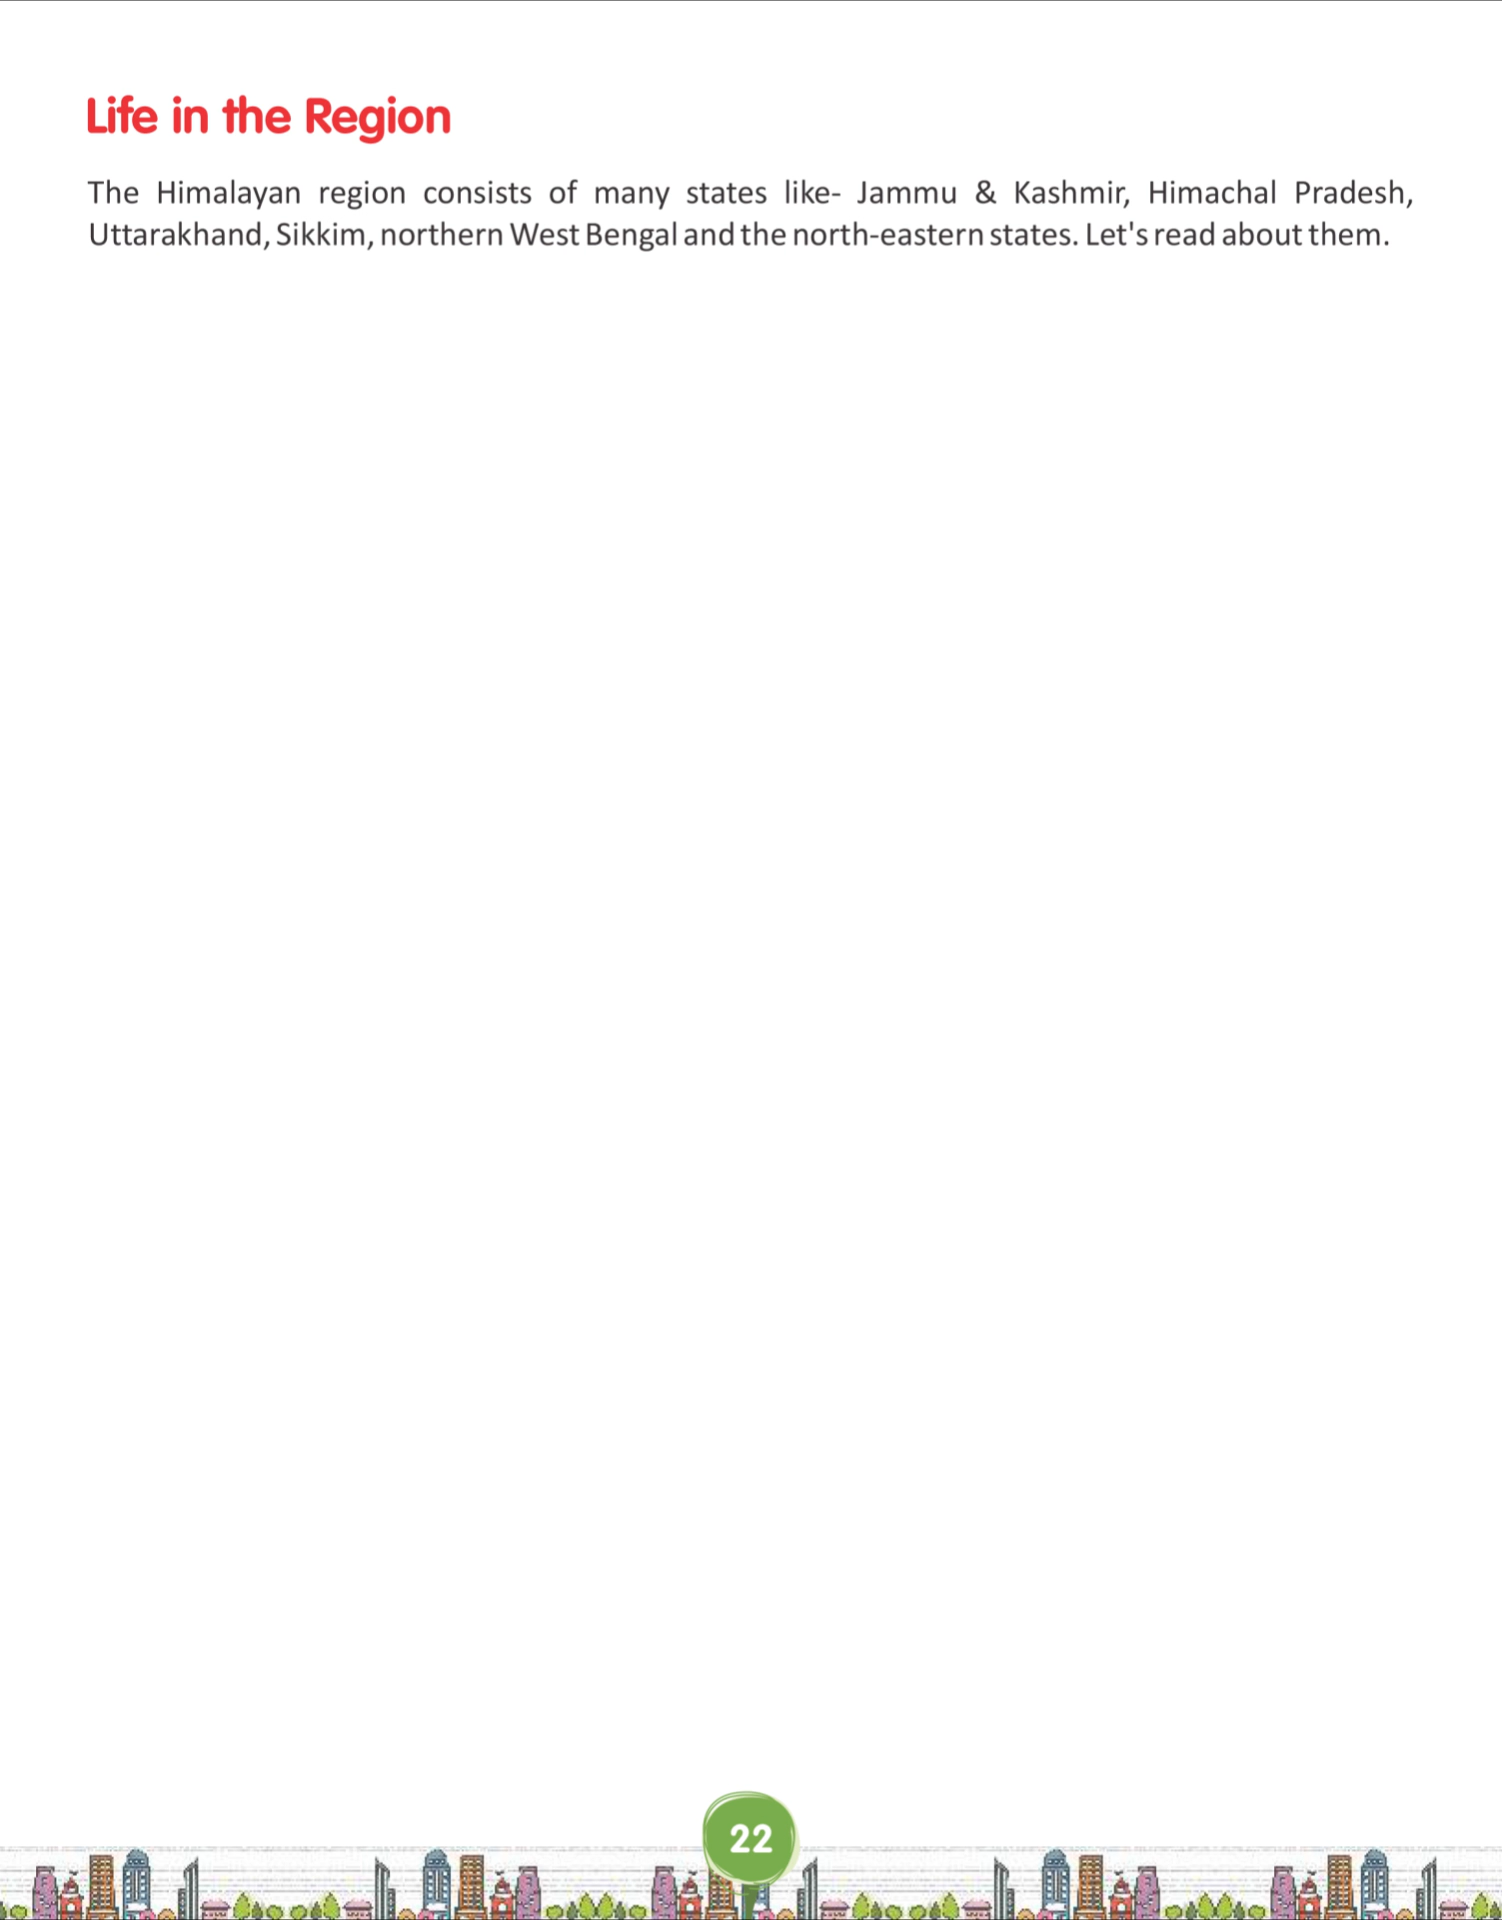 Life in the Region
The Himalayan region consists of many states like- Jammu & Kashmir, Himachal Pradesh,
Uttarakhand, Sikkim, northern West Bengal and the north-eastern states. Let's read about them.
22